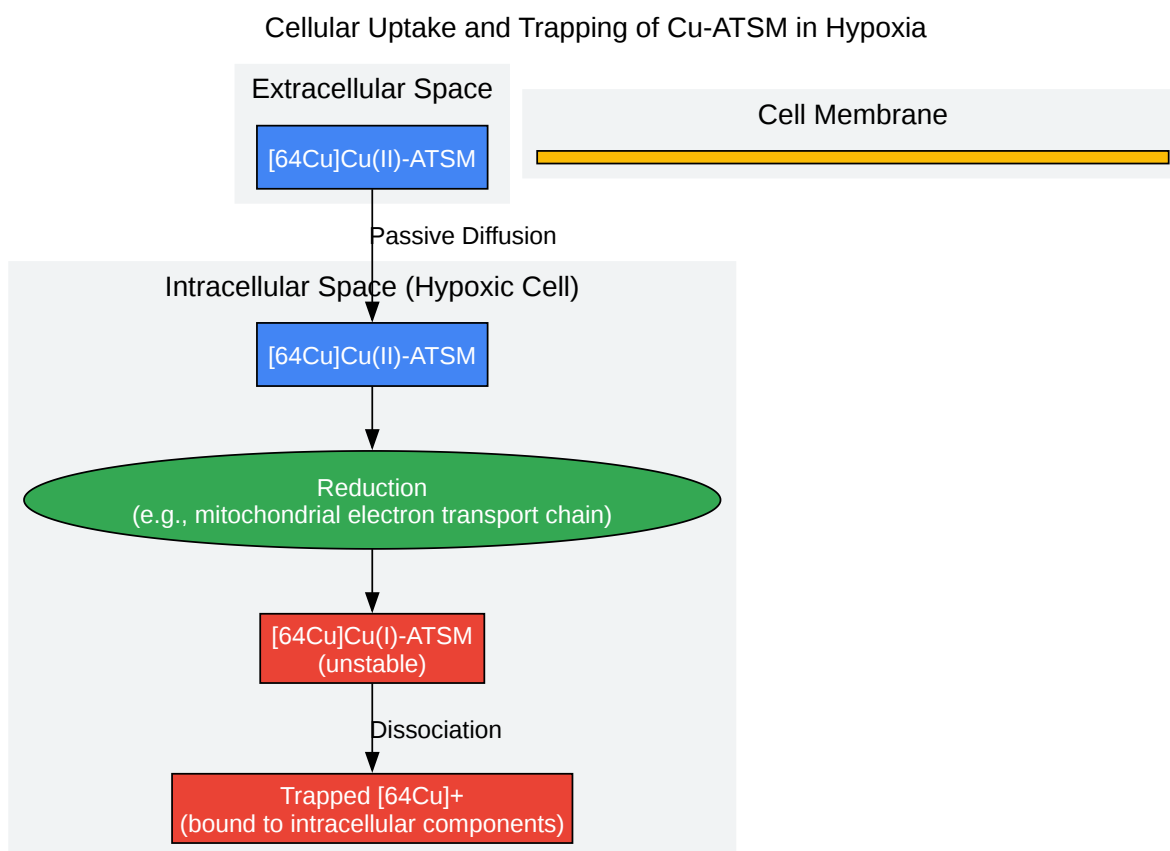 Cellular Uptake and Trapping of Cu-ATSM in Hypoxia
Extracellular Space
Cell Membrane
[64Cu]Cu(II)-ATSM
Passive Diffusion
Intracellular Space (Hypoxic Cell)
[64Cu]Cu(II)-ATSM
Reduction
(e.g., mitochondrial electron transport chain)
[64Cu]Cu(I)-ATSM
(unstable)
Dissociation
Trapped [64Cu]+
(bound to intracellular components)